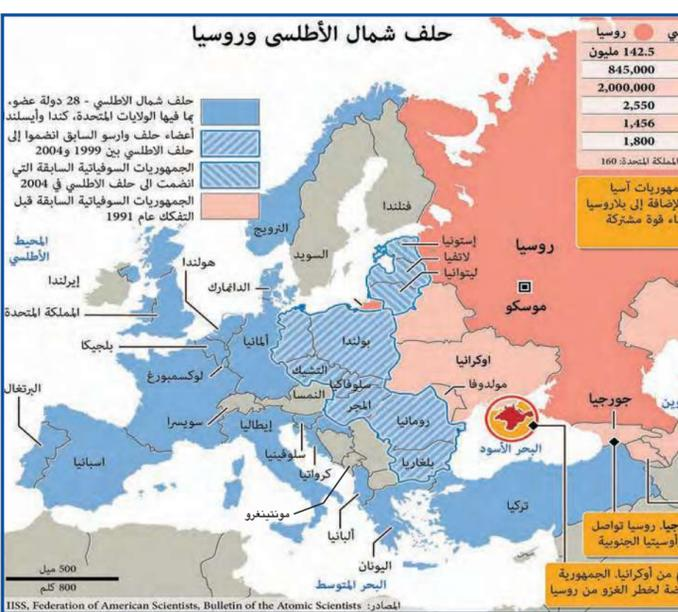 حلف شمال الأطلسي وروسيا
روسيا
142.5 مليون
845,000
2,000,000
2,550
1,456
1,800
المملكة المتحدة: 160
حلف شمال الاطلسي - 28 دولة عضو،
بما فيها الولايات المتحدة، كندا وأيسلند
أعضاء حلف وارسو السابق انضموا إلى
حلف الاطلسي بين 1999 و2004
الجمهوريات السوفياتية السابقة التي
انضمت الى حلف الاطلسي في 2004
الجمهوريات السوفياتية السابقة قبل
التفكك عام 1991
آسيا
لإضافة إلى بلاروسيا
قوة مشتركة
المحيط
الأطلسي
النرويج
فنلندا
السويد
إستونيا
لاتفيا
ليتوانيا
روسيا
موسكو
هولندا
الدانمارك
إيرلندا
المملكة المتحدة
بلجيكا
ألمانيا
بولندا
لوكسمبورغ
التشيك
سلوفاكيا
اوكرانيا
مولدوفا
البرتغال
النمسا
المجر
رومانيا
سويسرا
إيطاليا
سلوفينيا
كرواتيا
بلغاريا
جورجيا
البحر الأسود
اسبانيا
مونتينغرو
ألبانيا
تركيا
اليونان
البحر المتوسط
روسيا تواصل
أوسيتيا الجنوبية
من أوكرانيا. الجمهورية
لخطر الغزو من روسيا
500 ميل
800 كلم
المصادر: IISS, Federation of American Scientists, Bulletin of the Atomic Scientists